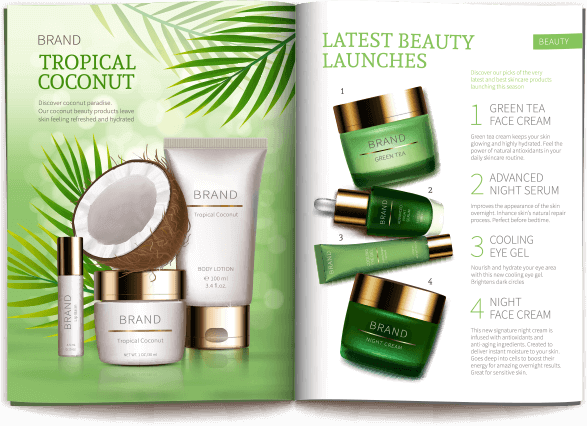 BRAND
TROPICAL
COCONUT
Discover coconut paradise.
Our coconut beauty products leave
skin feeling refreshed and hydrated
BRAND
Tropical Coconut
BODY LOTION
100 ml
3.4 fl.oz.
BRAND
BRAND
Tropical Coconut
LATEST BEAUTY
LAUNCHES
BEAUTY
Discover our picks of the very
latest and best skincare products
launching this season
1
BRAND
GREEN TEA
2
BRAND
3
4
BRAND
NIGHT CREAM
1 GREEN TEA
FACE CREAM
Green tea keeps your skin
glowing and highly hydrated. Feel the
power of natural antioxidants in your
daily skincare routine.
2 ADVANCED
NIGHT SERUM
Improves the appearance of the skin
overnight. Inhance skin's natural repair
process. Perfect before bedtime.
3 COOLING
EYE GEL
Nourish and hydrate your eye area
with this new cooling eye gel.
Brightens dark circles.
4 NIGHT
FACE CREAM
This new signature night cream is
infused with antioxidants and
anti-aging ingredients. Created to
deliver instant moisture to your skin.
Goes deep into cells to boost their
energy for amazing overnight results.
Great for sensitive skin.